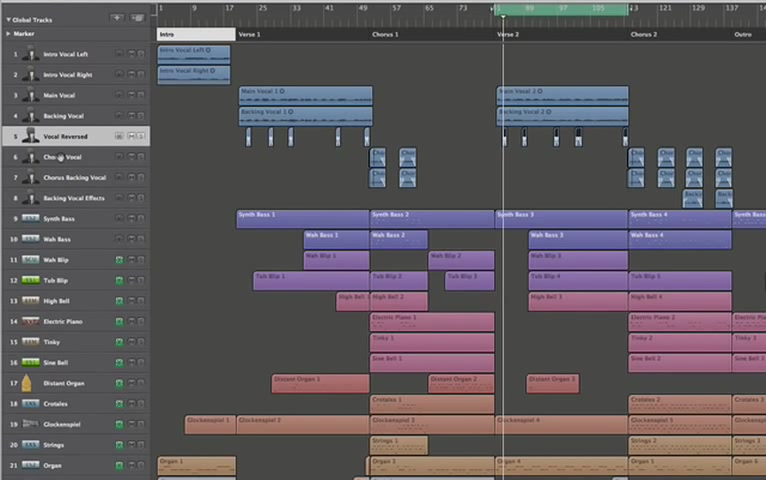 1 9 17 25 33 41 49 57 65 73 89 97 105 113 121 129 137
Global Tracks
Marker Intro Verse 1 Chorus 1 Verse 2 Chorus 2 Outro
1 Intro Vocal Left Intro Vocal Left
2 Intro Vocal Right Intro Vocal Right
3 Main Vocal Main Vocal 1 Main Vocal 2
4 Backing Vocal Backing Vocal 1 Backing Vocal 2
5 Vocal Reversed
6 Vocal
7 Chorus Backing Vocal
8 Backing Vocal Effects
9 Synth Bass Synth Bass 1 Synth Bass 2 Synth Bass 3 Synth Bass 4
10 Wah Bass Wah Bass 1 Wah Bass 2 Wah Bass 3 Wah Bass 4
11 Wah Blip Wah Blip 1 Wah Blip 2 Wah Blip 3
12 Tub Blip Tub Blip 1 Tub Blip 2 Tub Blip 3 Tub Blip 4 Tub Blip 5
13 High Bell High Bell 1 High Bell 2 High Bell 3 High Bell 4
14 Electric Piano Electric Piano 1 Electric Piano 2
15 Tinky Tinky 1 Tinky 2
16 Sine Bell Sine Bell 1 Sine Bell 2
17 Distant Organ Distant Organ 1 Distant Organ 2 Distant Organ 3
18 Crotales Crotales 1 Crotales 2
19 Glockenspiel Glockenspiel 1 Glockenspiel 2 Glockenspiel 3 Glockenspiel 4 Glockenspiel 5
20 Strings Strings 1 Strings 2
21 Organ Organ 1 Organ 3 Organ 4 Organ 5 Organ 6